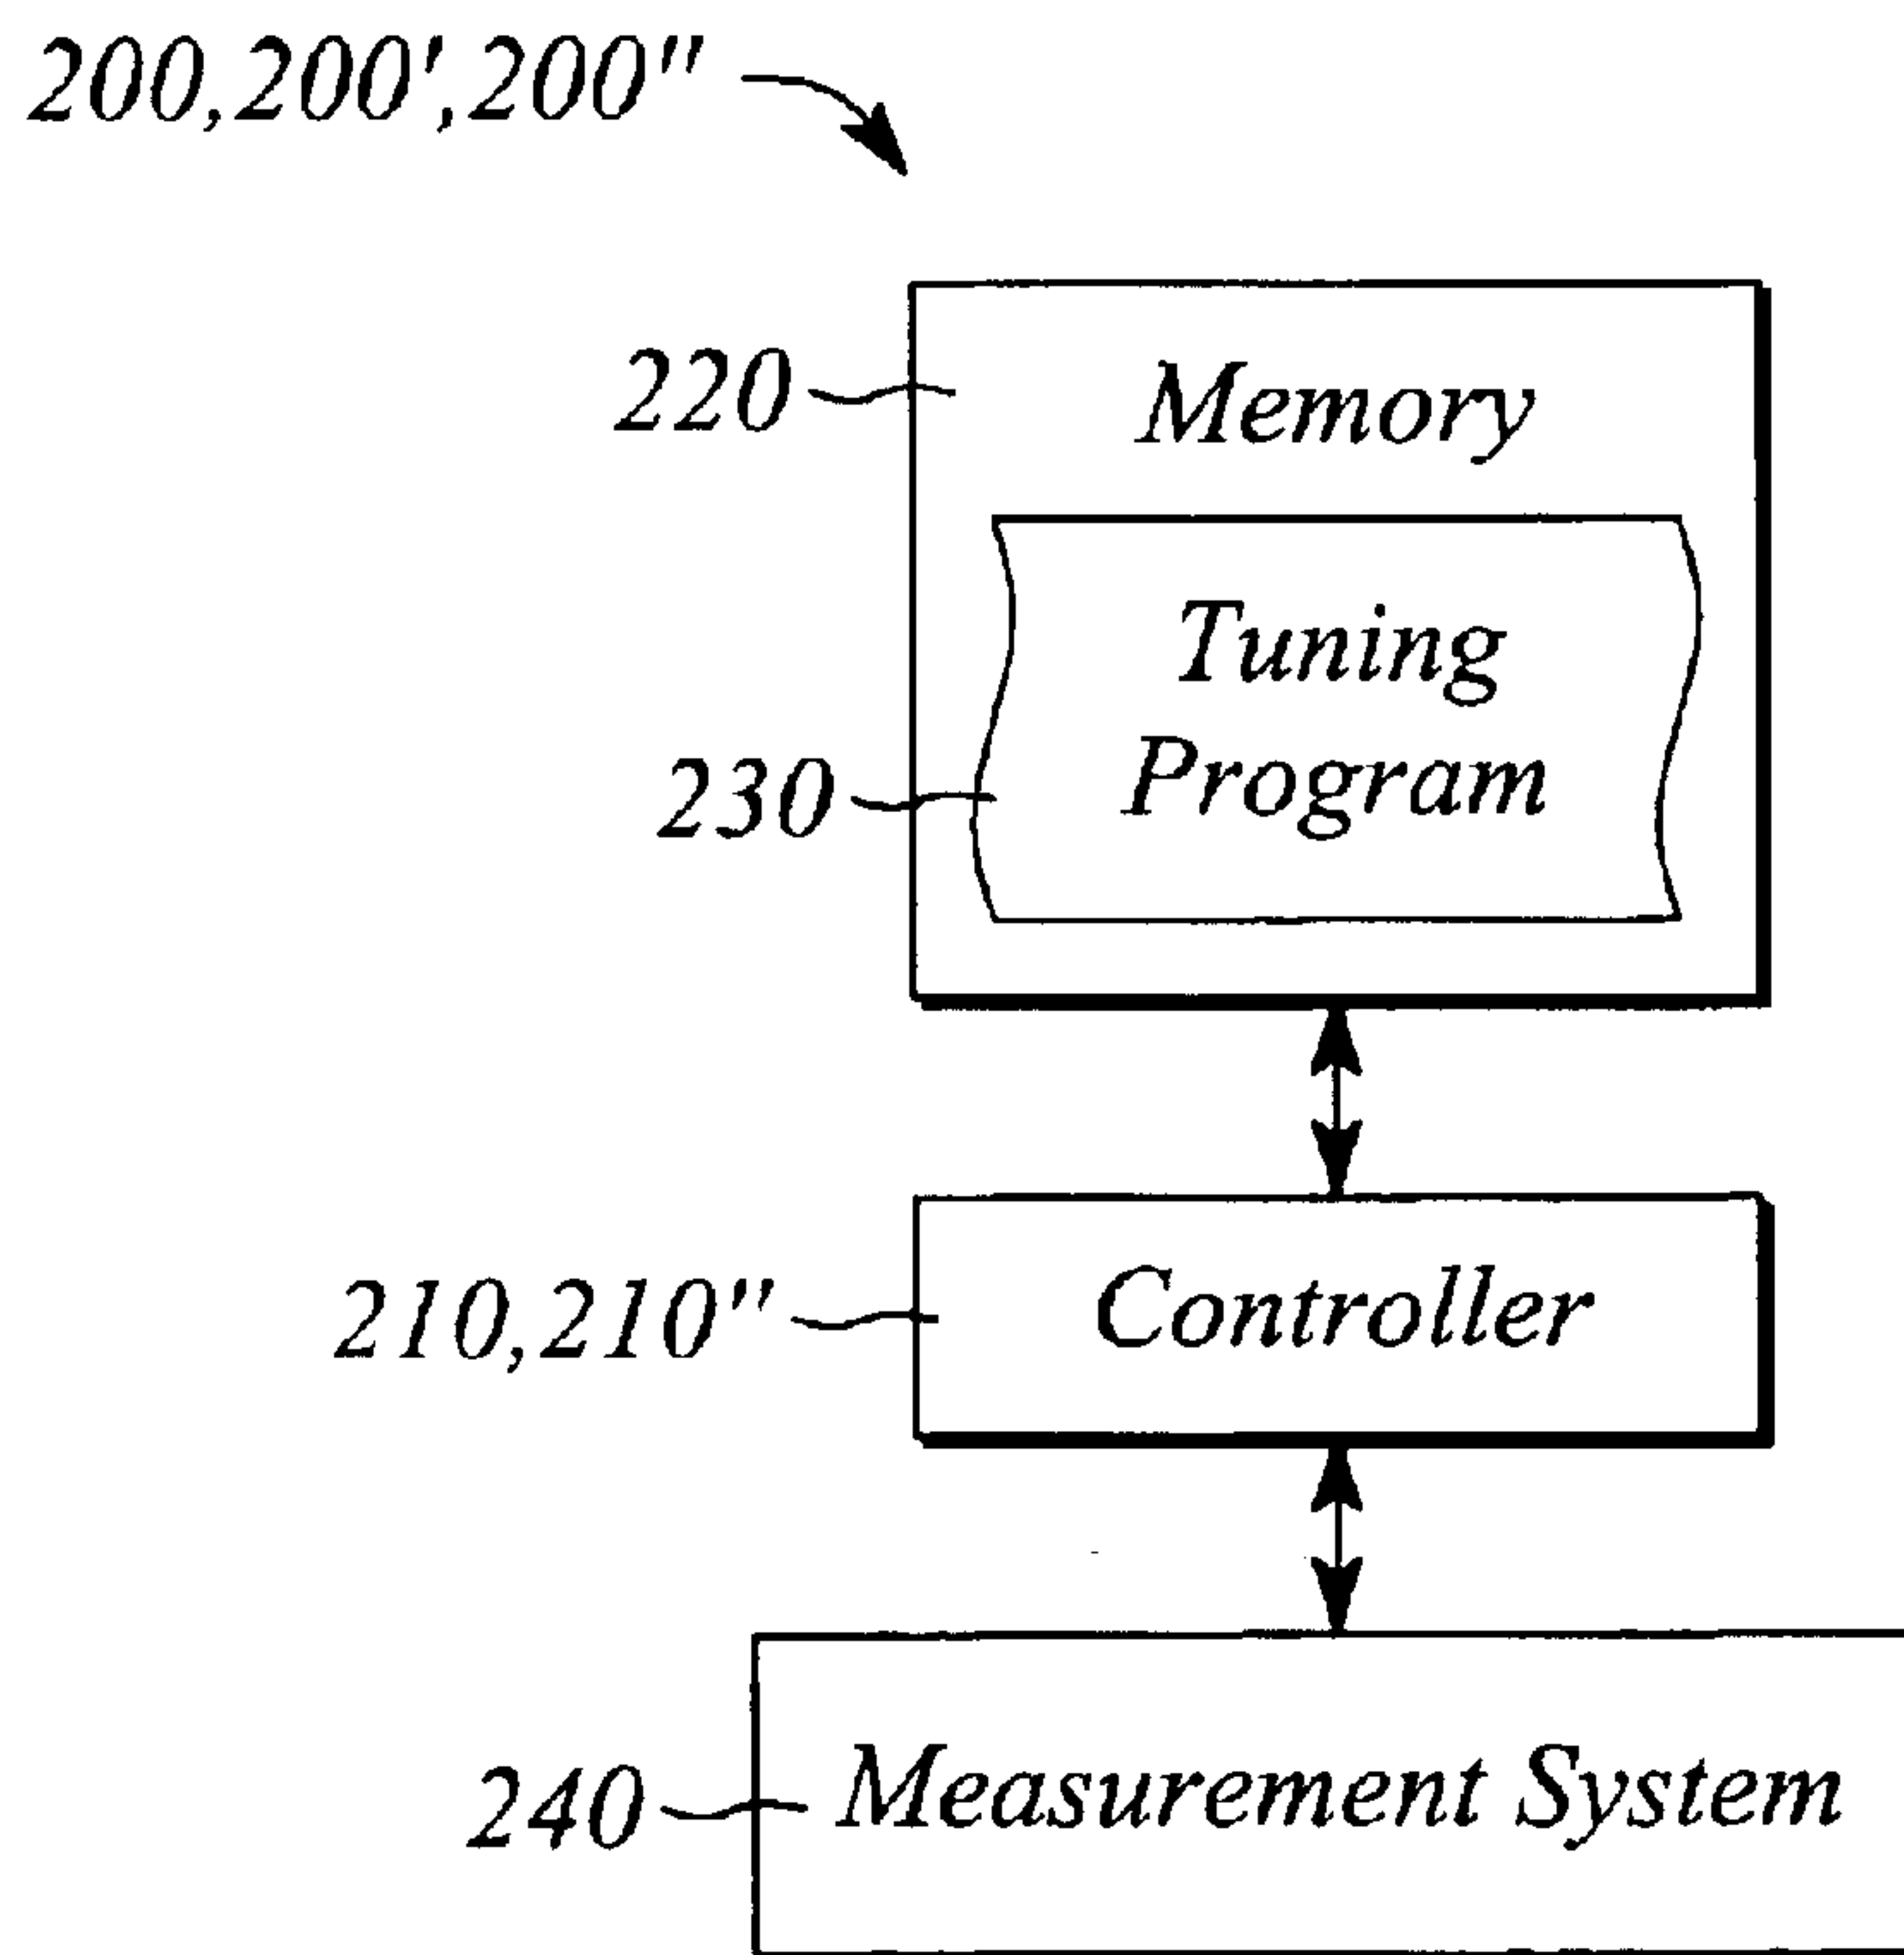 200,200',200"
220
Memory
Tuning
Program
230
210,210"
Controller
240
Measurement System